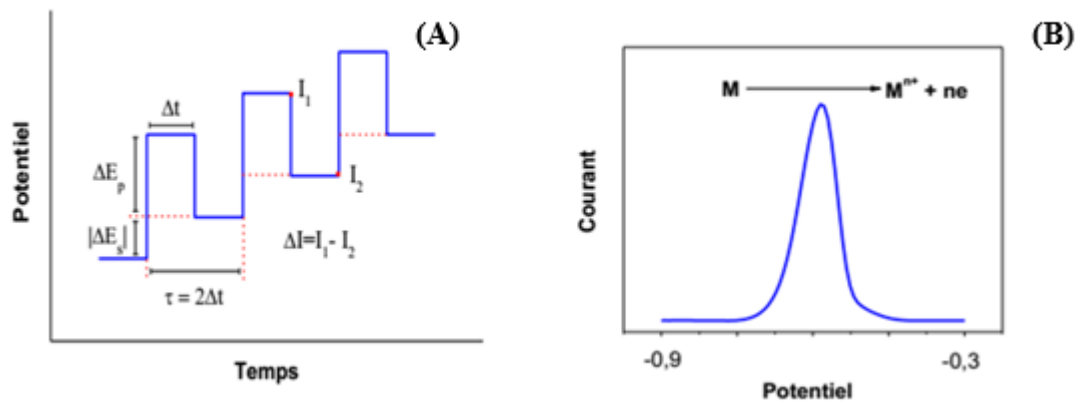 (A)
Potentiel
Δt
ΔEp
|ΔEs|
I1
I2
ΔI=I1- I2
τ = 2Δt
Temps
(B)
M ⟶ Mn+ + ne
Courant
-0,9
-0,3
Potentiel